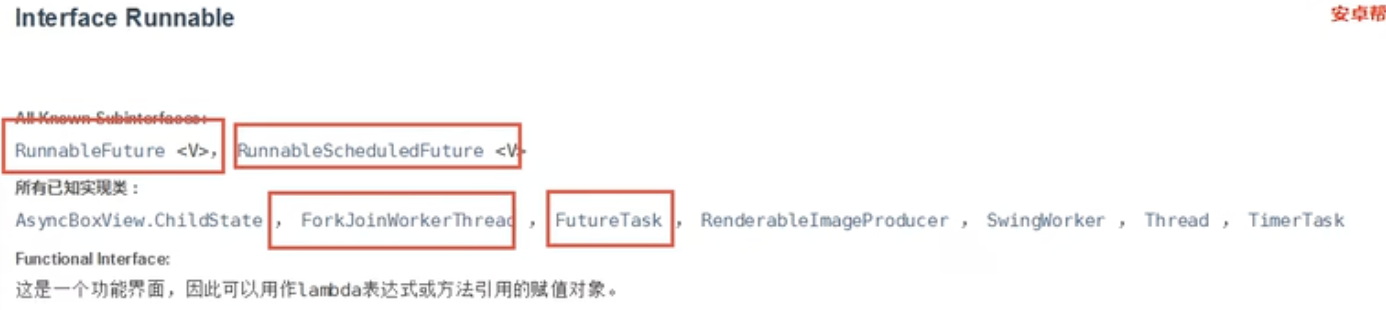 Interface Runnable
安卓帮
All Known Subinterfaces:
RunnableFuture <V>， RunnableScheduledFuture <V>
所有已知实现类：
AsyncBoxView.ChildState ， ForkJoinWorkerThread ， FutureTask ， RenderableImageProducer ， SwingWorker ， Thread ， TimerTask
Functional Interface:
这是一个功能界面，因此可以用作lambda表达式或方法引用的赋值对象。